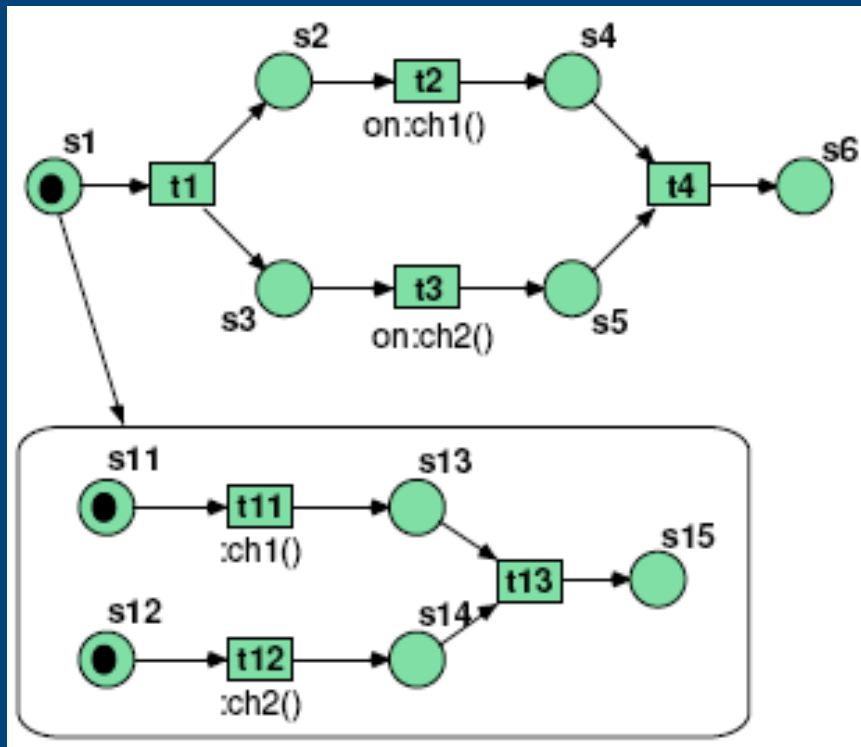 s2
s4
t2
on:ch1()
s1
s6
t1
t4
s3
t3
s5
on:ch2()
s11
s13
t11
:ch1()
s15
t13
s12
s14
t12
:ch2()